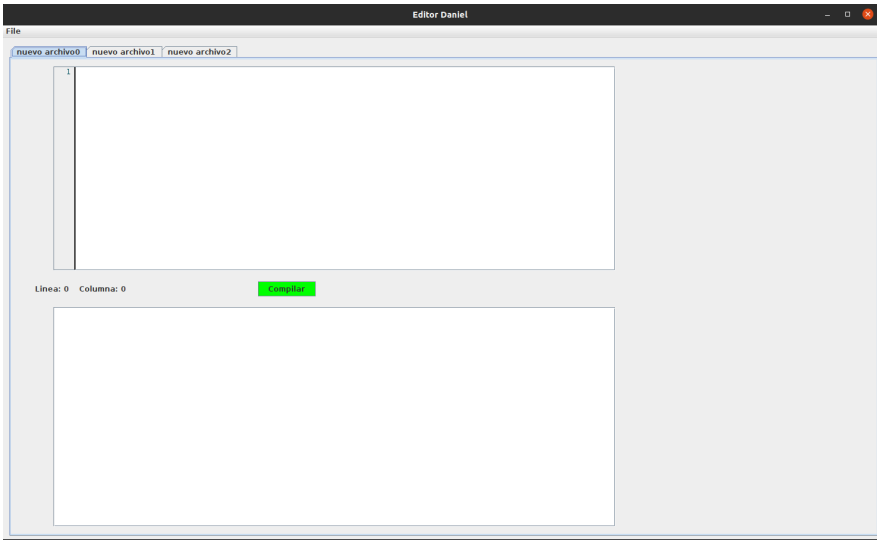 Editor Daniel
File
nuevo archivo0 nuevo archivo1 nuevo archivo2
1
Linea: 0 Columna: 0 Compilar